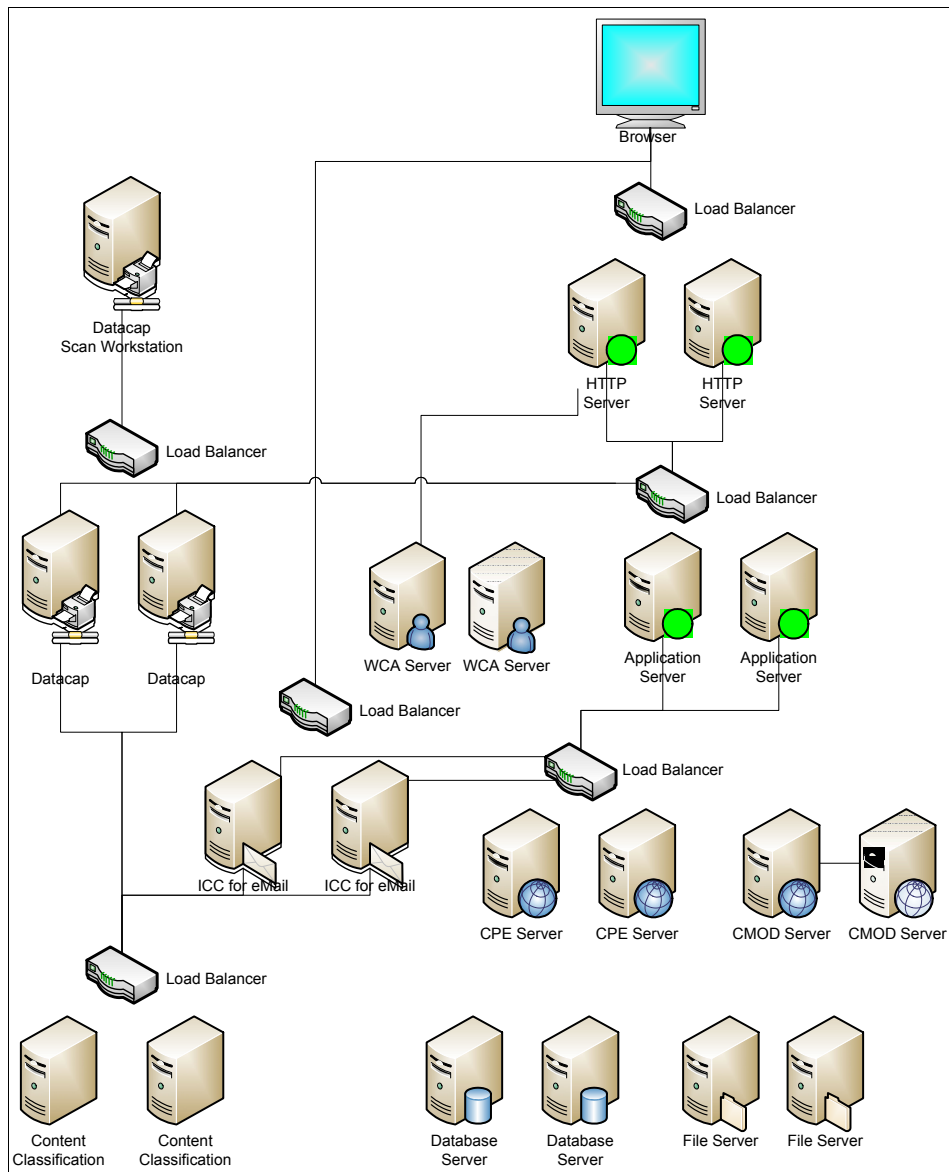 Browser
Load Balancer
Datacap
Scan Workstation
HTTP
Server
HTTP
Server
Load Balancer
Load Balancer
Datacap
Datacap
WCA Server
WCA Server
Application
Server
Application
Server
Load Balancer
Load Balancer
ICC for eMail
ICC for eMail
CPE Server
CPE Server
CMOD Server
CMOD Server
Load Balancer
Content
Classification
Content
Classification
Database
Server
Database
Server
File Server
File Server